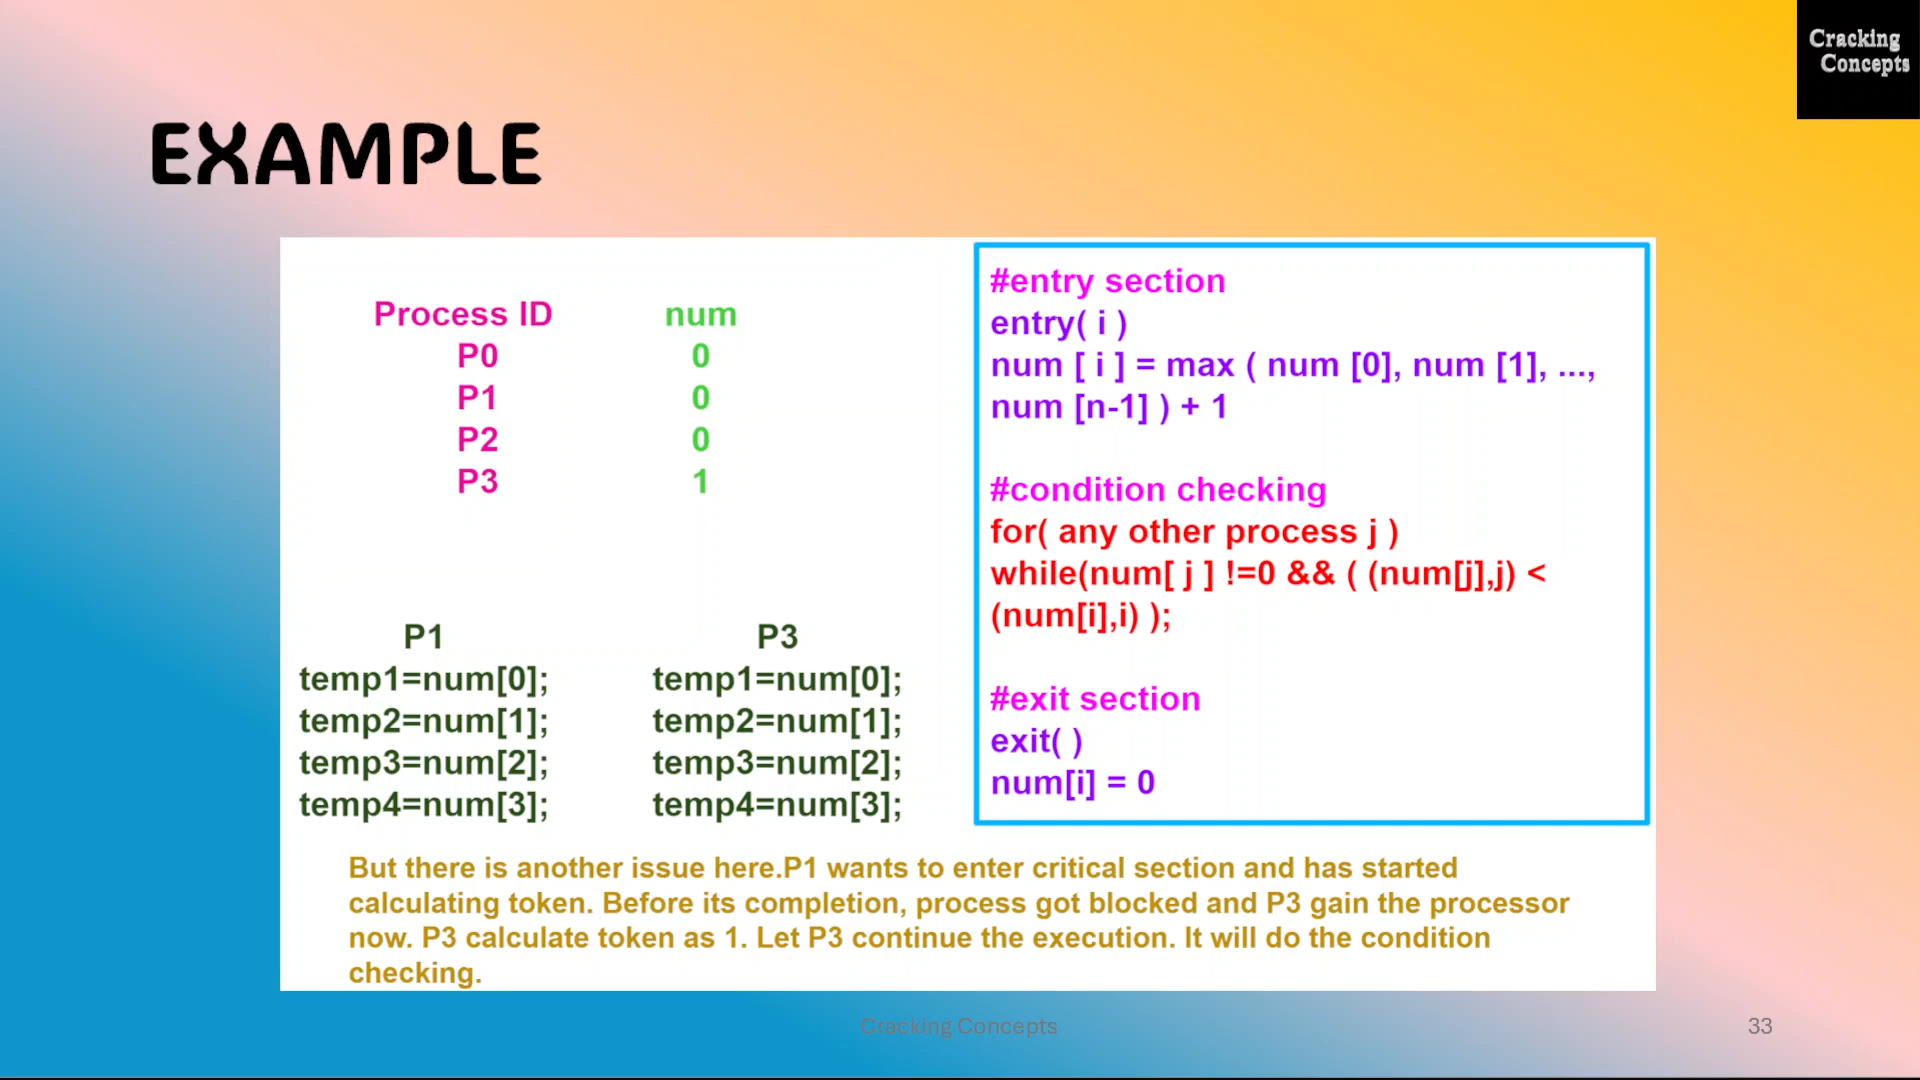 Cracking
Concepts
EXAMPLE
Process ID num
P0 0
P1 0
P2 0
P3 1
P1 P3
temp1=num[0]; temp1=num[0];
temp2=num[1]; temp2=num[1];
temp3=num[2]; temp3=num[2];
temp4=num[3]; temp4=num[3];
#entry section
entry( i )
num [ i ] = max ( num [0], num [1], ...,
num [n-1] ) + 1
#condition checking
for( any other process j )
while(num[ j ] !=0 && ( (num[j],j) <
(num[i],i) );
#exit section
exit( )
num[i] = 0
But there is another issue here.P1 wants to enter critical section and has started
calculating token. Before its completion, process got blocked and P3 gain the processor
now. P3 calculate token as 1. Let P3 continue the execution. It will do the condition
checking.
Cracking Concepts
33